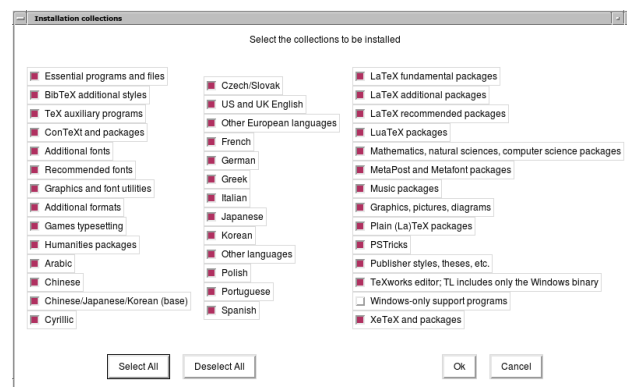 Installation collections
Select the collections to be installed
Essential programs and files
BibTeX additional styles
TeX auxiliary programs
ConTeXt and packages
Additional fonts
Recommended fonts
Graphics and font utilities
Additional formats
Games typesetting
Humanities packages
Arabic
Chinese
Chinese/Japanese/Korean (base)
Cyrillic
Czech/Slovak
US and UK English
Other European languages
French
German
Greek
Italian
Japanese
Korean
Other languages
Polish
Portuguese
Spanish
LaTeX fundamental packages
LaTeX additional packages
LaTeX recommended packages
LuaTeX packages
Mathematics, natural sciences, computer science packages
MetaPost and Metafont packages
Music packages
Graphics, pictures, diagrams
Plain (La)TeX packages
PSTricks
Publisher styles, theses, etc.
TeXworks editor; TL includes only the Windows binary
Windows-only support programs
XeTeX and packages
Select All
Deselect All
Ok
Cancel